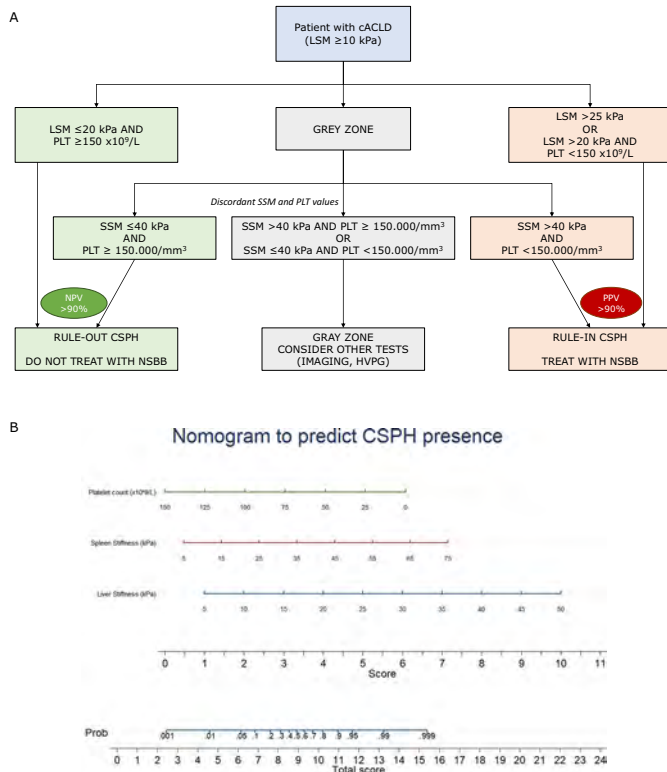 A
Patient with cACLD
(LSM ≥10 kPa)
LSM ≤20 kPa AND
PLT ≥150 x10⁹/L
GREY ZONE
LSM >25 kPa
OR
LSM >20 kPa AND
PLT <150 x10⁹/L
Discordant SSM and PLT values
SSM ≤40 kPa
AND
PLT ≥ 150.000/mm³
SSM >40 kPa AND PLT ≥ 150.000/mm³
OR
SSM ≤40 kPa AND PLT <150.000/mm³
SSM >40 kPa
AND
PLT <150.000/mm³
NPV
>90%
PPV
>90%
RULE-OUT CSPH
DO NOT TREAT WITH NSBB
GRAY ZONE
CONSIDER OTHER TESTS
(IMAGING, HVPG)
RULE-IN CSPH
TREAT WITH NSBB
B
Nomogram to predict CSPH presence
Platelet count (x10^9/L)
150 125 100 75 50 25 0
Spleen Stiffness (kPa)
5 15 25 35 45 55 65 75
Liver Stiffness (kPa)
5 10 15 20 25 30 35 40 45 50
0 1 2 3 4 5 6 7 8 9 10 11
Score
Prob
.001 .01 .05 .1 .2 .3 .4 .5 .6 .7 .8 .9 .95 .99 .999
0 1 2 3 4 5 6 7 8 9 10 11 12 13 14 15 16 17 18 19 20 21 22 23 24
Total score